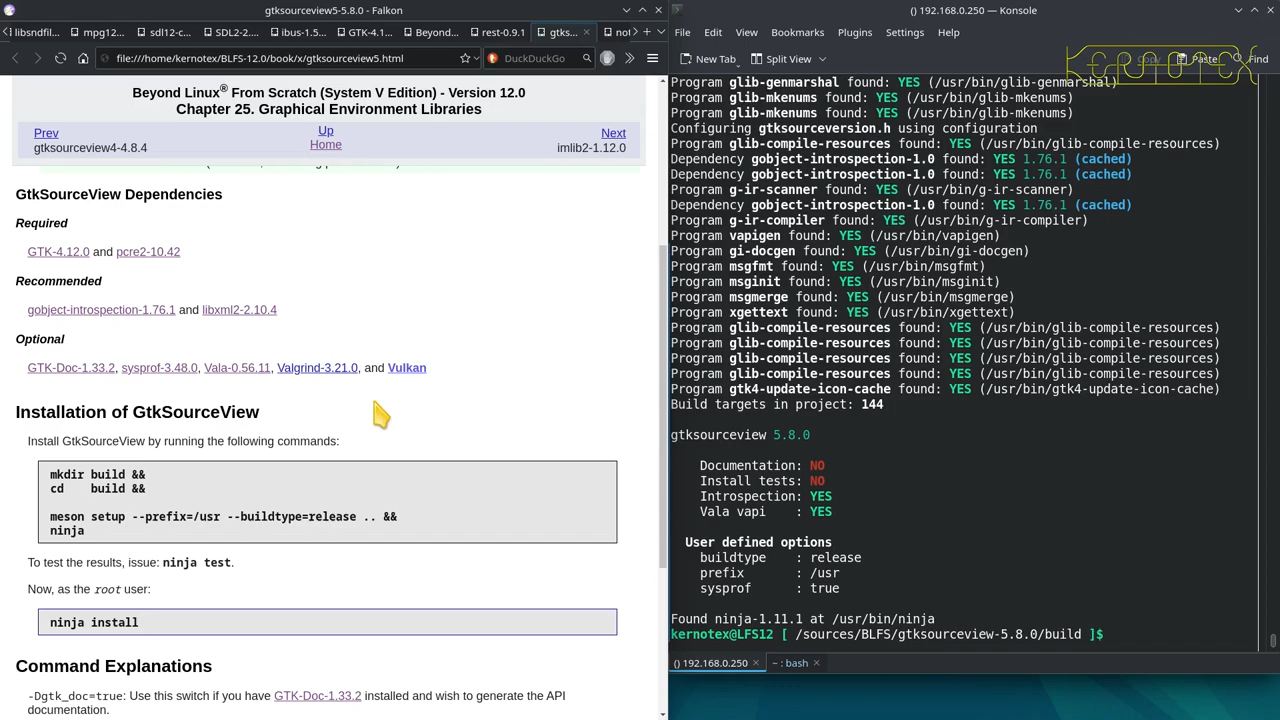 gtksourceview5-5.8.0 - Falkon
libsndfil... mpg12... sdl12-c... SDL2-2.... ibus-1.5... GTK-4.1... Beyond... rest-0.9.1 gtks... not
file:///home/kernotex/BLFS-12.0/book/x/gtksourceview5.html DuckDuckGo
Beyond Linux® From Scratch (System V Edition) - Version 12.0
Chapter 25. Graphical Environment Libraries
Prev Up Next
gtksourceview4-4.8.4 Home imlib2-1.12.0
GtkSourceView Dependencies
Required
GTK-4.12.0 and pcre2-10.42
Recommended
gobject-introspection-1.76.1 and libxml2-2.10.4
Optional
GTK-Doc-1.33.2, sysprof-3.48.0, Vala-0.56.11, Valgrind-3.21.0, and Vulkan
Installation of GtkSourceView
Install GtkSourceView by running the following commands:
mkdir build &&
cd    build &&
meson setup --prefix=/usr --buildtype=release .. &&
ninja
To test the results, issue: ninja test.
Now, as the root user:
ninja install
Command Explanations
-Dgtk_doc=true: Use this switch if you have GTK-Doc-1.33.2 installed and wish to generate the API
documentation.
() 192.168.0.250 — Konsole
File Edit View Bookmarks Plugins Settings Help
New Tab Split View Copy Paste Find
Kernotex
Program glib-genmarshal found: YES (/usr/bin/glib-genmarshal)
Program glib-mkenums found: YES (/usr/bin/glib-mkenums)
Program glib-mkenums found: YES (/usr/bin/glib-mkenums)
Configuring gtksourceversion.h using configuration
Program glib-compile-resources found: YES (/usr/bin/glib-compile-resources)
Dependency gobject-introspection-1.0 found: YES 1.76.1 (cached)
Dependency gobject-introspection-1.0 found: YES 1.76.1 (cached)
Program g-ir-scanner found: YES (/usr/bin/g-ir-scanner)
Dependency gobject-introspection-1.0 found: YES 1.76.1 (cached)
Program g-ir-compiler found: YES (/usr/bin/g-ir-compiler)
Program vapigen found: YES (/usr/bin/vapigen)
Program gi-docgen found: YES (/usr/bin/gi-docgen)
Program msgfmt found: YES (/usr/bin/msgfmt)
Program msginit found: YES (/usr/bin/msginit)
Program msgmerge found: YES (/usr/bin/msgmerge)
Program xgettext found: YES (/usr/bin/xgettext)
Program glib-compile-resources found: YES (/usr/bin/glib-compile-resources)
Program glib-compile-resources found: YES (/usr/bin/glib-compile-resources)
Program glib-compile-resources found: YES (/usr/bin/glib-compile-resources)
Program glib-compile-resources found: YES (/usr/bin/glib-compile-resources)
Program gtk4-update-icon-cache found: YES (/usr/bin/gtk4-update-icon-cache)
Build targets in project: 144
gtksourceview 5.8.0
Documentation: NO
Install tests: NO
Introspection: YES
Vala vapi    : YES
User defined options
buildtype    : release
prefix       : /usr
sysprof      : true
Found ninja-1.11.1 at /usr/bin/ninja
kernotex@LFS12 [ /sources/BLFS/gtksourceview-5.8.0/build ]$
() 192.168.0.250 ~ : bash